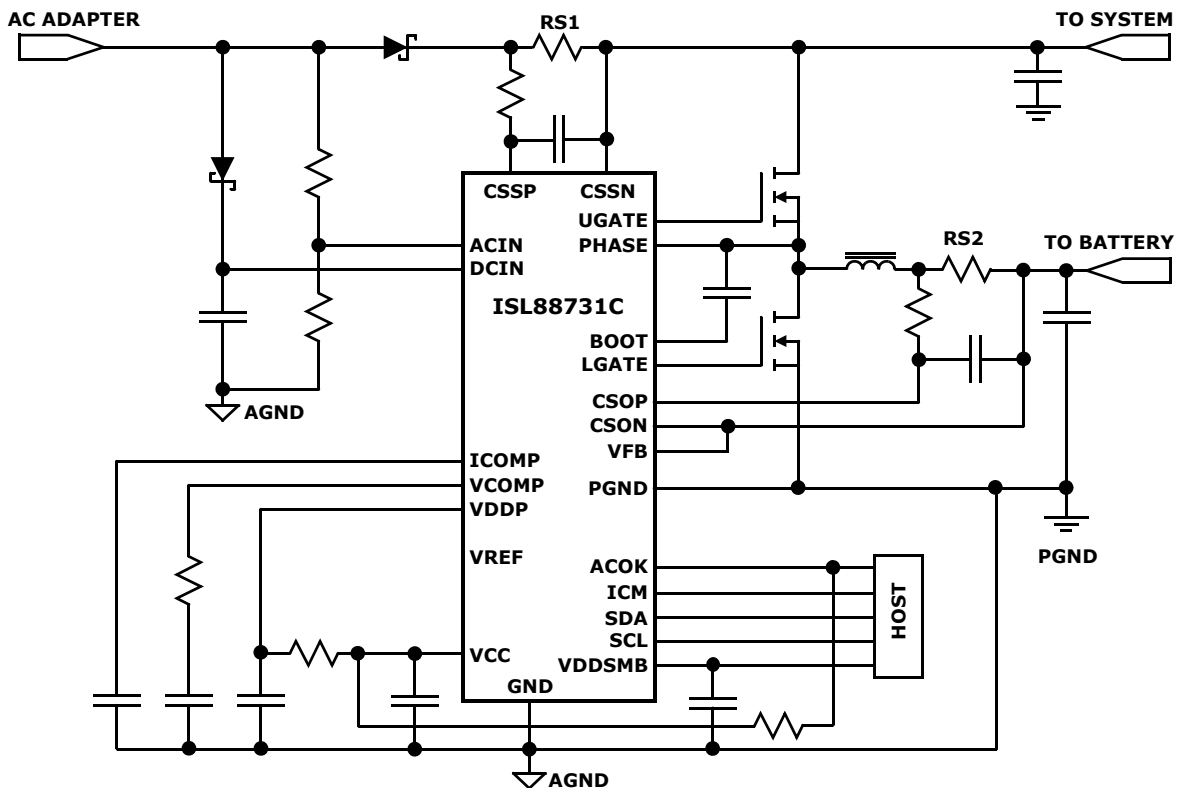 AC ADAPTER
RS1
TO SYSTEM
CSSP
CSSN
UGATE
PHASE
RS2
TO BATTERY
ACIN
DCIN
ISL88731C
BOOT
LGATE
CSOP
CSON
VFB
AGND
ICOMP
VCOMP
VDDP
PGND
VREF
PGND
ACOK
ICM
SDA
SCL
VDDSMB
HOST
VCC
GND
AGND